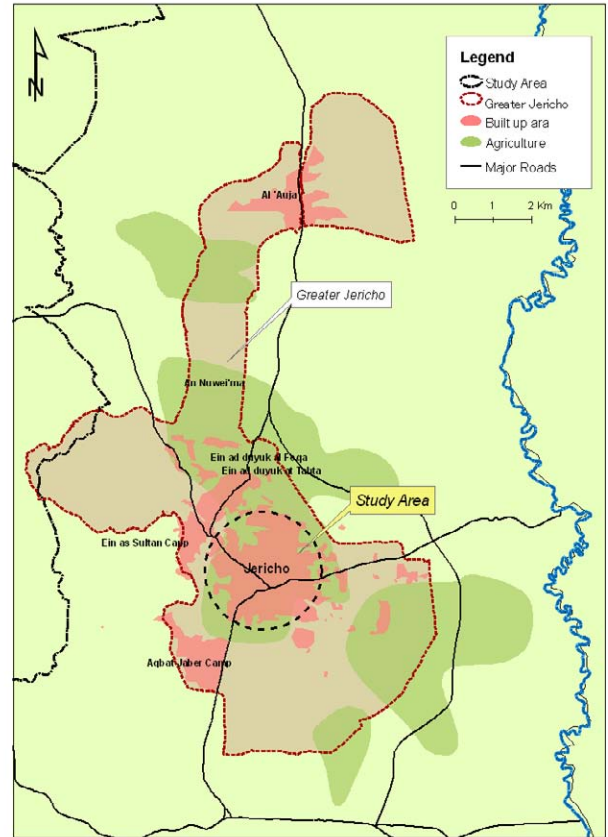 N
Legend
Study Area
Greater Jericho
Built up ara
Agriculture
Major Roads
0 1 2 Km
Al 'Auja
Greater Jericho
An Nuwei'ma
Ein ad duyuk al Foqa
Ein ad duyuk at Tahta
Study Area
Ein as Sultan Camp
Jericho
Aqbat Jaber Camp